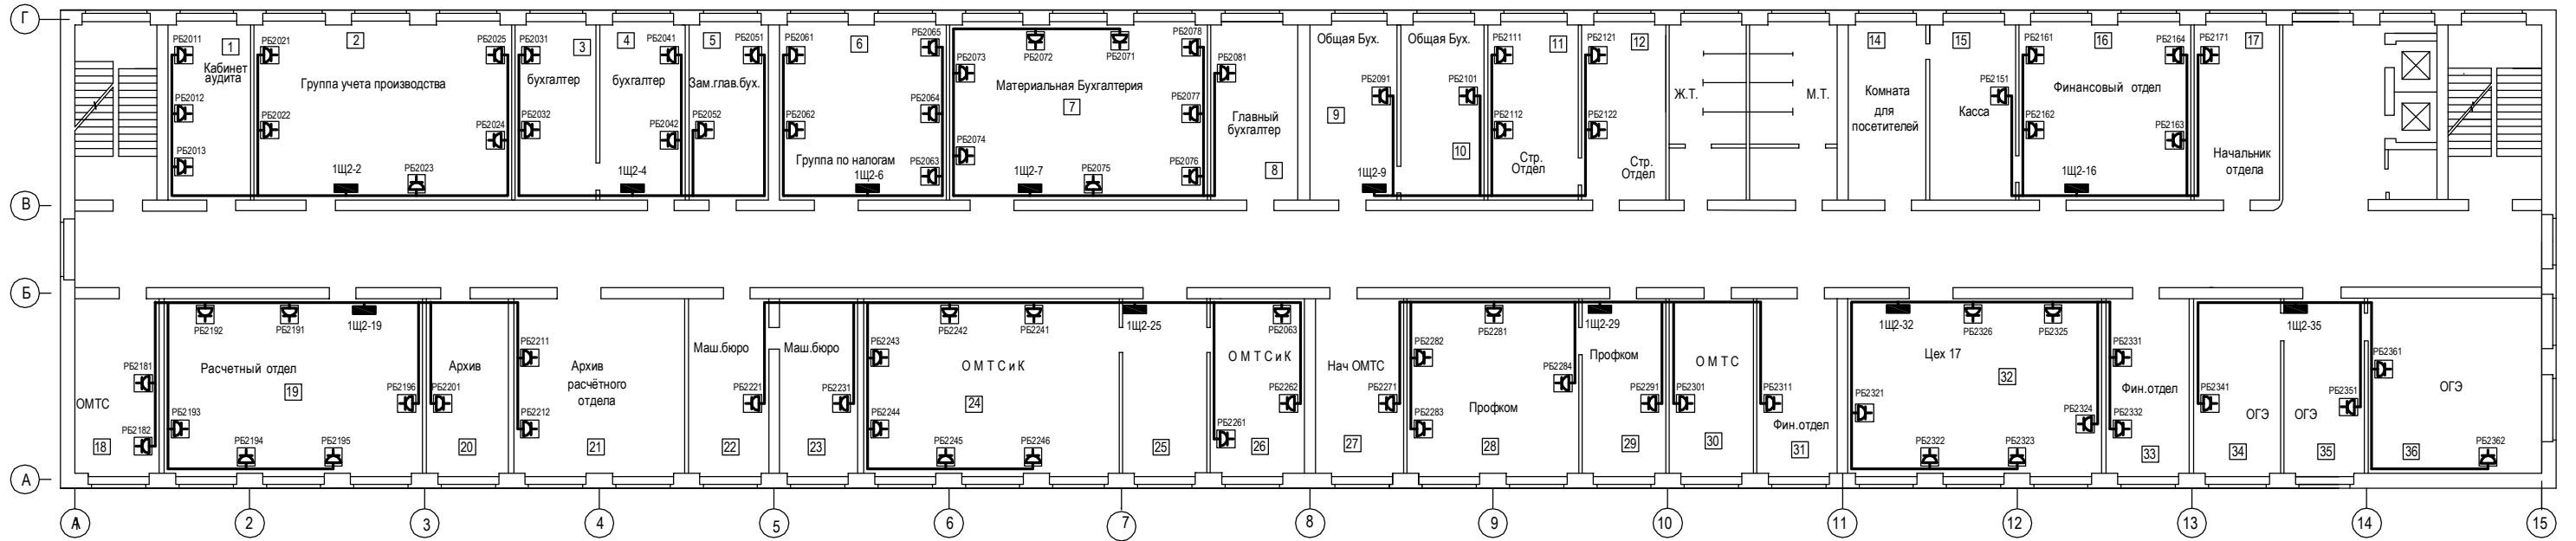 Г
РБ2011
1
РБ2021
2
РБ2025
РБ2031
3
4
РБ2041
5
РБ2051
РБ2061
6
РБ2065
РБ2072
РБ2071
РБ2078
РБ2073
РБ2081
Общая Бух.
Общая Бух.
РБ2111
11
РБ2121
12
14
15
РБ2161
16
РБ2164
РБ2171
17
Кабинет
аудита
Группа учета производства
бухгалтер
бухгалтер
Зам.глав.бух.
Материальная Бухгалтерия
7
РБ2091
РБ2101
Ж.Т.
М.Т.
Комната
для
посетителей
РБ2151
Касса
Финансовый отдел
РБ2012
РБ2022
РБ2024
РБ2032
РБ2042
РБ2052
РБ2062
РБ2064
РБ2077
Главный
бухгалтер
9
РБ2112
РБ2122
РБ2162
РБ2163
РБ2013
1Щ2-2
РБ2023
1Щ2-4
Группа по налогам
1Щ2-6
РБ2063
РБ2074
1Щ2-7
РБ2075
РБ2076
8
1Щ2-9
10
Стр.
Отдел
Стр.
Отдел
1Щ2-16
Начальник
отдела
В
Б
РБ2192
РБ2191
1Щ2-19
РБ2242
РБ2241
1Щ2-25
РБ2063
РБ2281
1Щ2-29
1Щ2-32
РБ2326
РБ2325
1Щ2-35
РБ2181
Расчетный отдел
19
РБ2196
Архив
РБ2201
РБ2211
Архив
расчётного
отдела
Маш.бюро
РБ2221
Маш.бюро
РБ2231
РБ2243
О М Т С и К
24
О М Т С и К
РБ2262
Нач ОМТС
РБ2271
РБ2282
РБ2284
Профком
РБ2291
О М Т С
РБ2301
РБ2311
Цех 17
32
РБ2321
РБ2324
РБ2331
Фин.отдел
РБ2341
РБ2351
РБ2361
ОГЭ
ОМТС
РБ2182
18
РБ2193
РБ2194
РБ2195
20
РБ2212
21
22
23
РБ2244
РБ2245
РБ2246
25
РБ2261
26
27
РБ2283
Профком
28
29
30
Фин.отдел
31
РБ2322
РБ2323
РБ2332
33
ОГЭ
34
ОГЭ
35
36
РБ2362
А
2
3
4
5
6
7
8
9
10
11
12
13
14
15